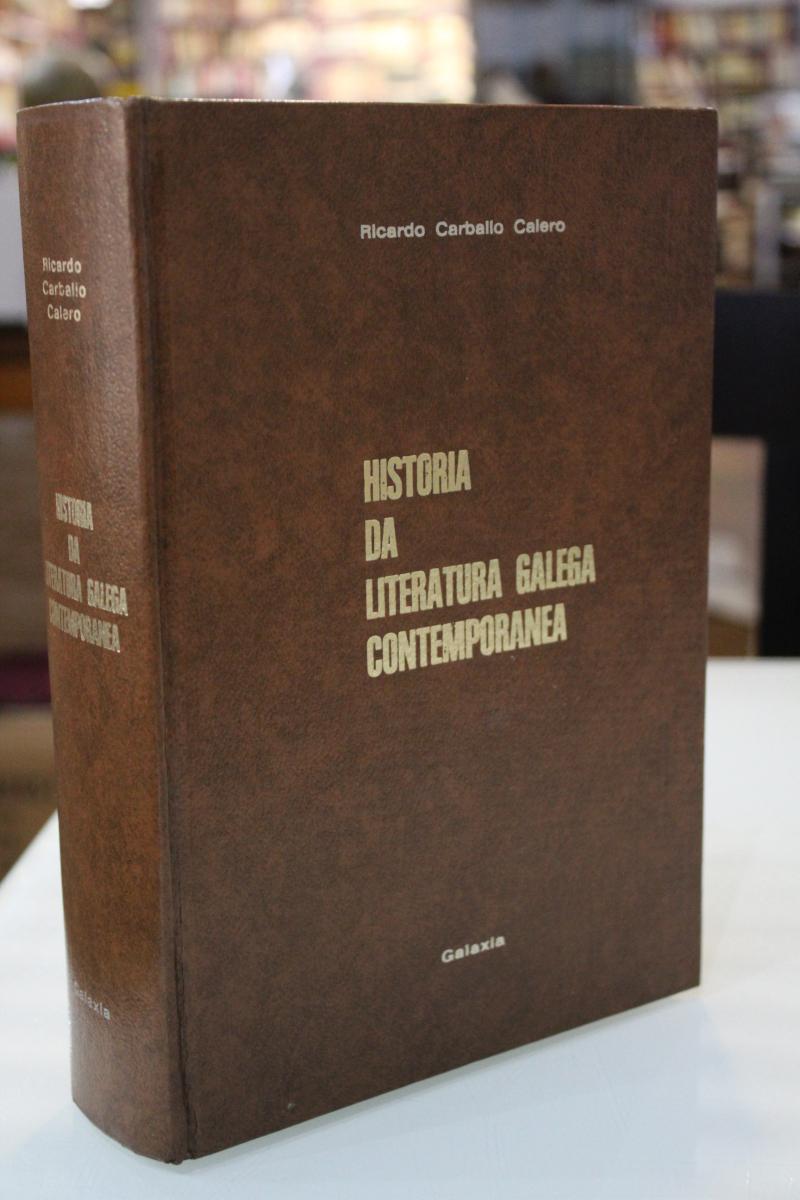 Ricardo Carballo Calero
HISTORIA
DA
LITERATURA GALEGA
CONTEMPORANEA
Galaxia
Ricardo
Carballo
Calero
HISTORIA
DA
LITERATURA GALEGA
CONTEMPORANEA
Galaxia